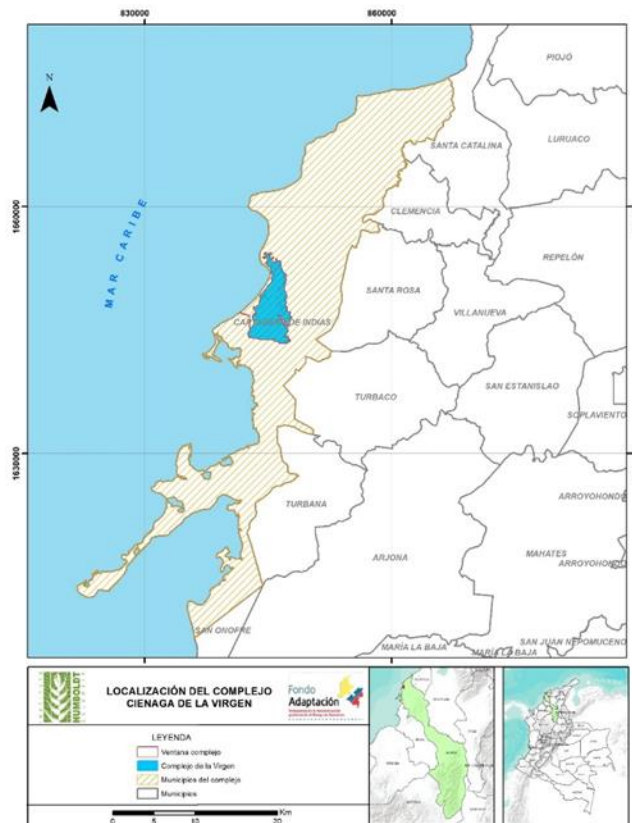 830000 860000
PIOJÓ
N
SANTA CATALINA
LURUACO
1660000
CLEMENCIA
MAR CARIBE
REPELÓN
SANTA ROSA
VILLANUEVA
CARTAGENA DE INDIAS
SAN ESTANISLAO
TURBACO
SOPLAVIENTO
1630000
TURBANA
ARROYOHONDO
ARJONA
MAHATES
ARROYOHONDO
SAN ONOFRE
SAN JUAN NEPOMUCENO
MARÍA LA BAJA
MARÍA LA BAJA
HUMBOLDT
LOCALIZACIÓN DEL COMPLEJO
CIENAGA DE LA VIRGEN
Fondo
Adaptación
LEYENDA
Ventana complejo
Complejo de la Virgen
Municipios del complejo
Municipios
Km
0 5 10 20